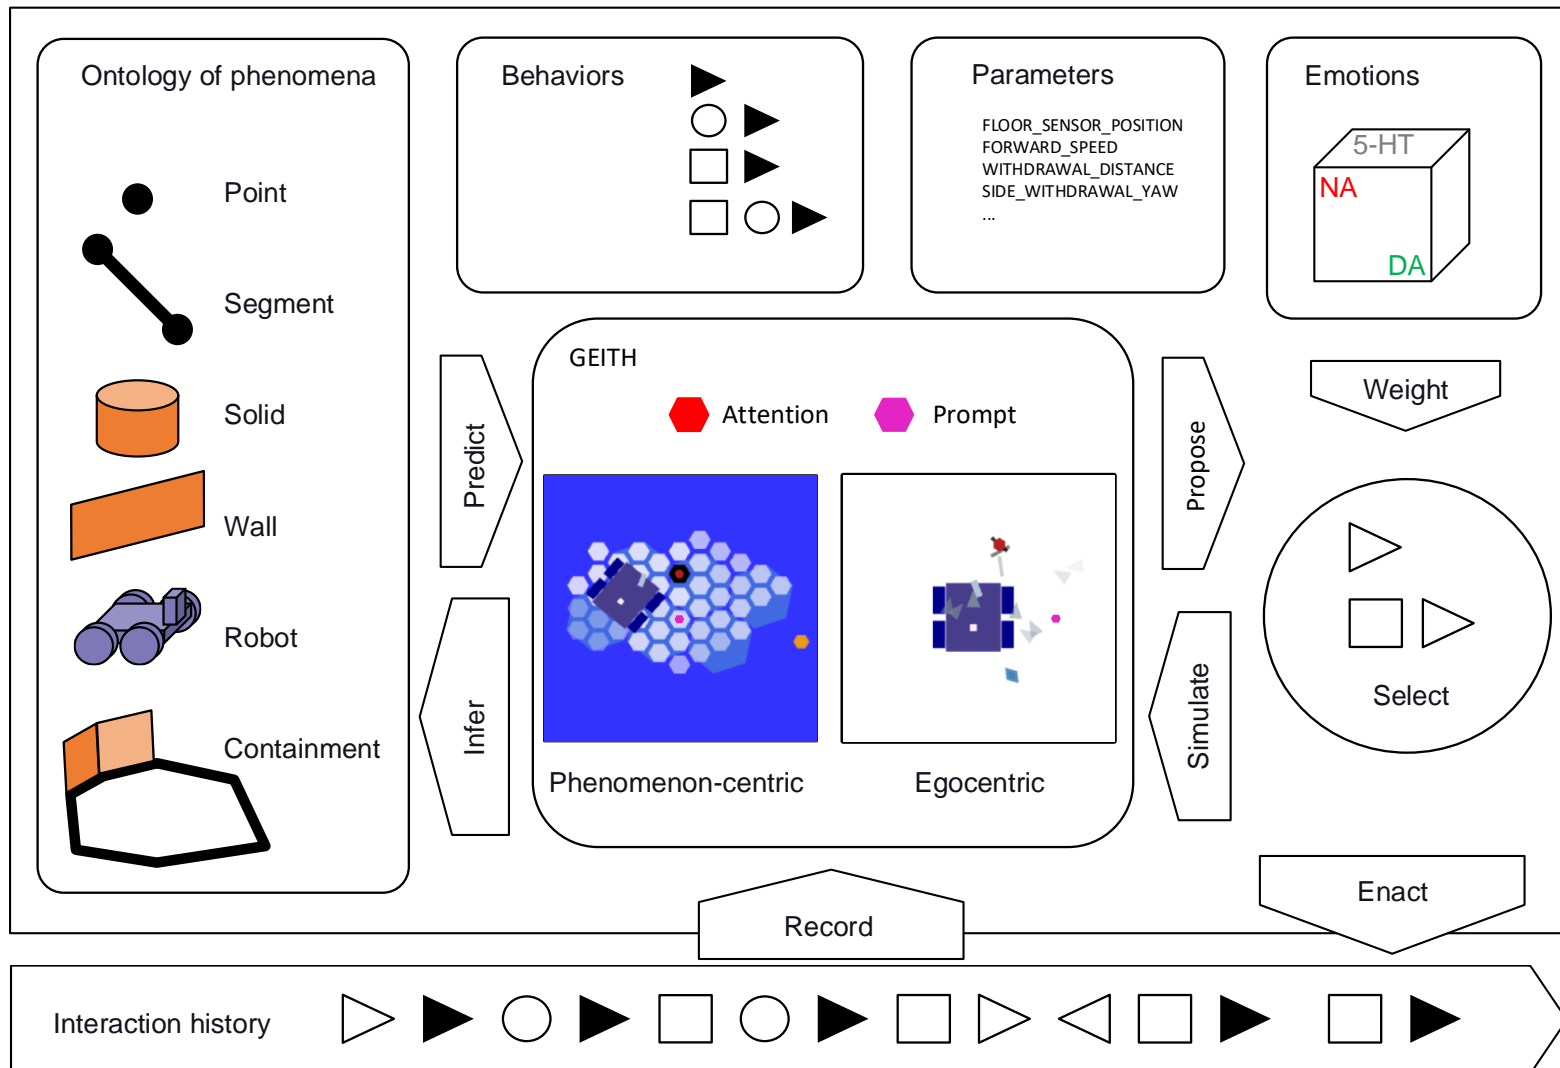 Ontology of phenomena
Point
Segment
Solid
Wall
Robot
Containment
Behaviors
Parameters
FLOOR_SENSOR_POSITION
FORWARD_SPEED
WITHDRAWAL_DISTANCE
SIDE_WITHDRAWAL_YAW
...
Emotions
5-HT
NA
DA
Predict
Infer
GEITH
Attention
Prompt
Phenomenon-centric
Egocentric
Propose
Simulate
Weight
Select
Enact
Record
Interaction history